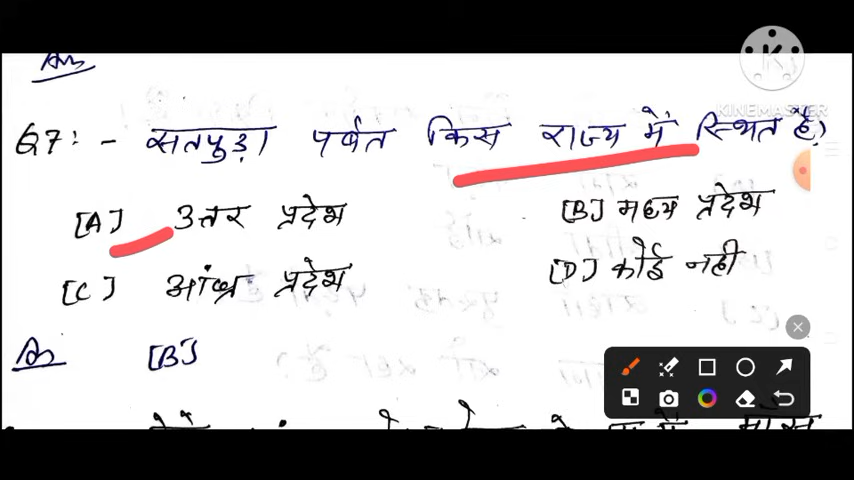 Ans
KINEMASTER
Q7:- सतपुड़ा पर्वत किस राज्य में स्थित है?
[A] उत्तर प्रदेश [B] मध्य प्रदेश
[C] आंध्र प्रदेश [D] कोई नही
[B]